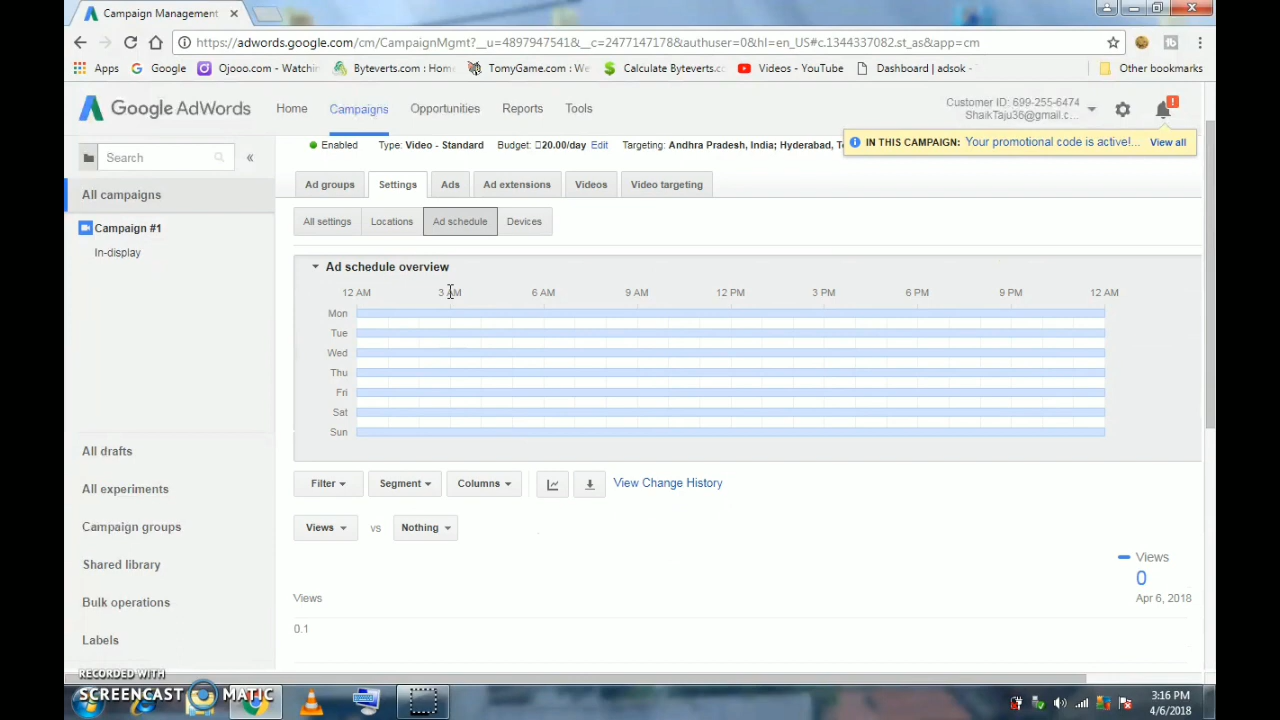 Campaign Management
https://adwords.google.com/cm/CampaignMgmt?__u=4897947541&__c=2477147178&authuser=0&hl=en_US#c.1344337082.st_as&app=cm
Apps Google Ojooo.com - Watchin Byteverts.com : Hom TomyGame.com : We Calculate Byteverts.c Videos - YouTube Dashboard | adsok - Other bookmarks
Google AdWords Home Campaigns Opportunities Reports Tools
Customer ID: 699-255-6474
ShaikTaju36@gmail.c...
IN THIS CAMPAIGN: Your promotional code is active!... View all
Enabled Type: Video - Standard Budget: 20.00/day Edit Targeting: Andhra Pradesh, India; Hyderabad, Te
Search «
All campaigns
Campaign #1
In-display
All drafts
All experiments
Campaign groups
Shared library
Bulk operations
Labels
Ad groups Settings Ads Ad extensions Videos Video targeting
All settings Locations Ad schedule Devices
Ad schedule overview
12 AM 3 AM 6 AM 9 AM 12 PM 3 PM 6 PM 9 PM 12 AM
Mon
Tue
Wed
Thu
Fri
Sat
Sun
Filter Segment Columns View Change History
Views vs Nothing
Views
0
Apr 6, 2018
Views
0.1
RECORDED WITH
SCREENCAST MATIC
3:16 PM
4/6/2018